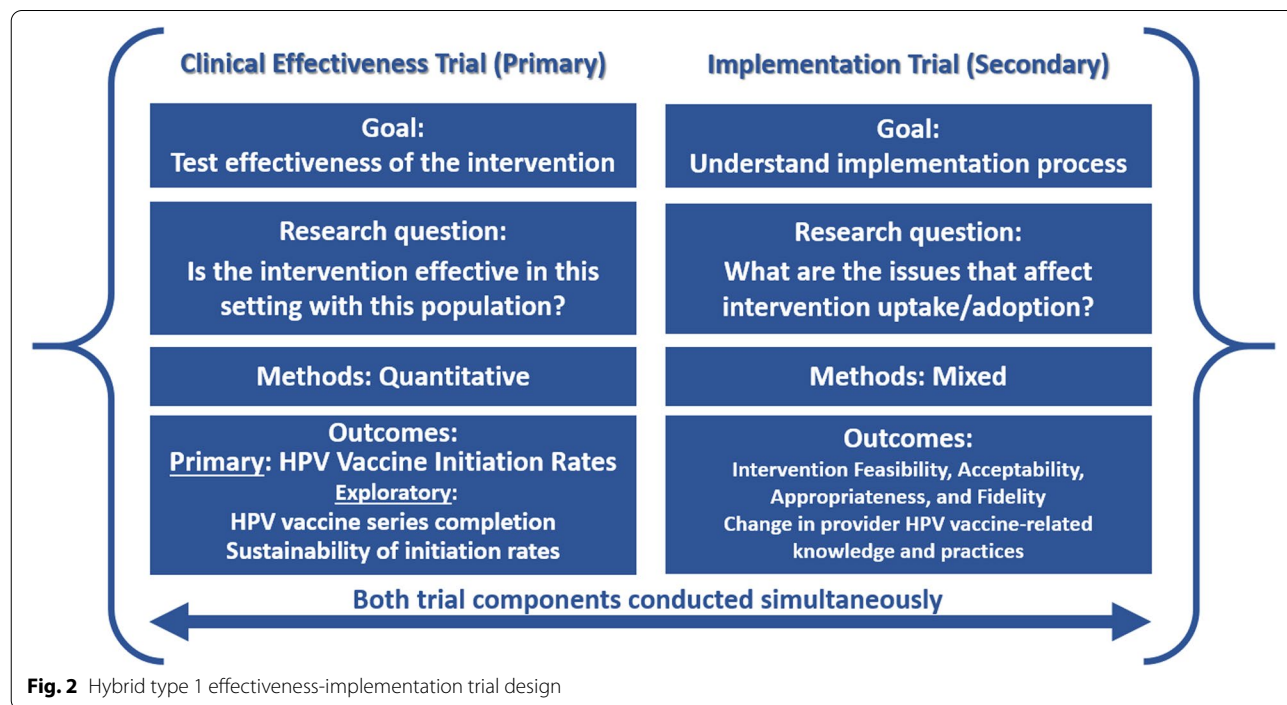 Clinical Effectiveness Trial (Primary)
Goal:
Test effectiveness of the intervention
Research question:
Is the intervention effective in this
setting with this population?
Methods: Quantitative
Outcomes:
Primary: HPV Vaccine Initiation Rates
Exploratory:
HPV vaccine series completion
Sustainability of initiation rates
Implementation Trial (Secondary)
Goal:
Understand implementation process
Research question:
What are the issues that affect
intervention uptake/adoption?
Methods: Mixed
Outcomes:
Intervention Feasibility, Acceptability,
Appropriateness, and Fidelity
Change in provider HPV vaccine-related
knowledge and practices
Both trial components conducted simultaneously
Fig. 2 Hybrid type 1 effectiveness-implementation trial design